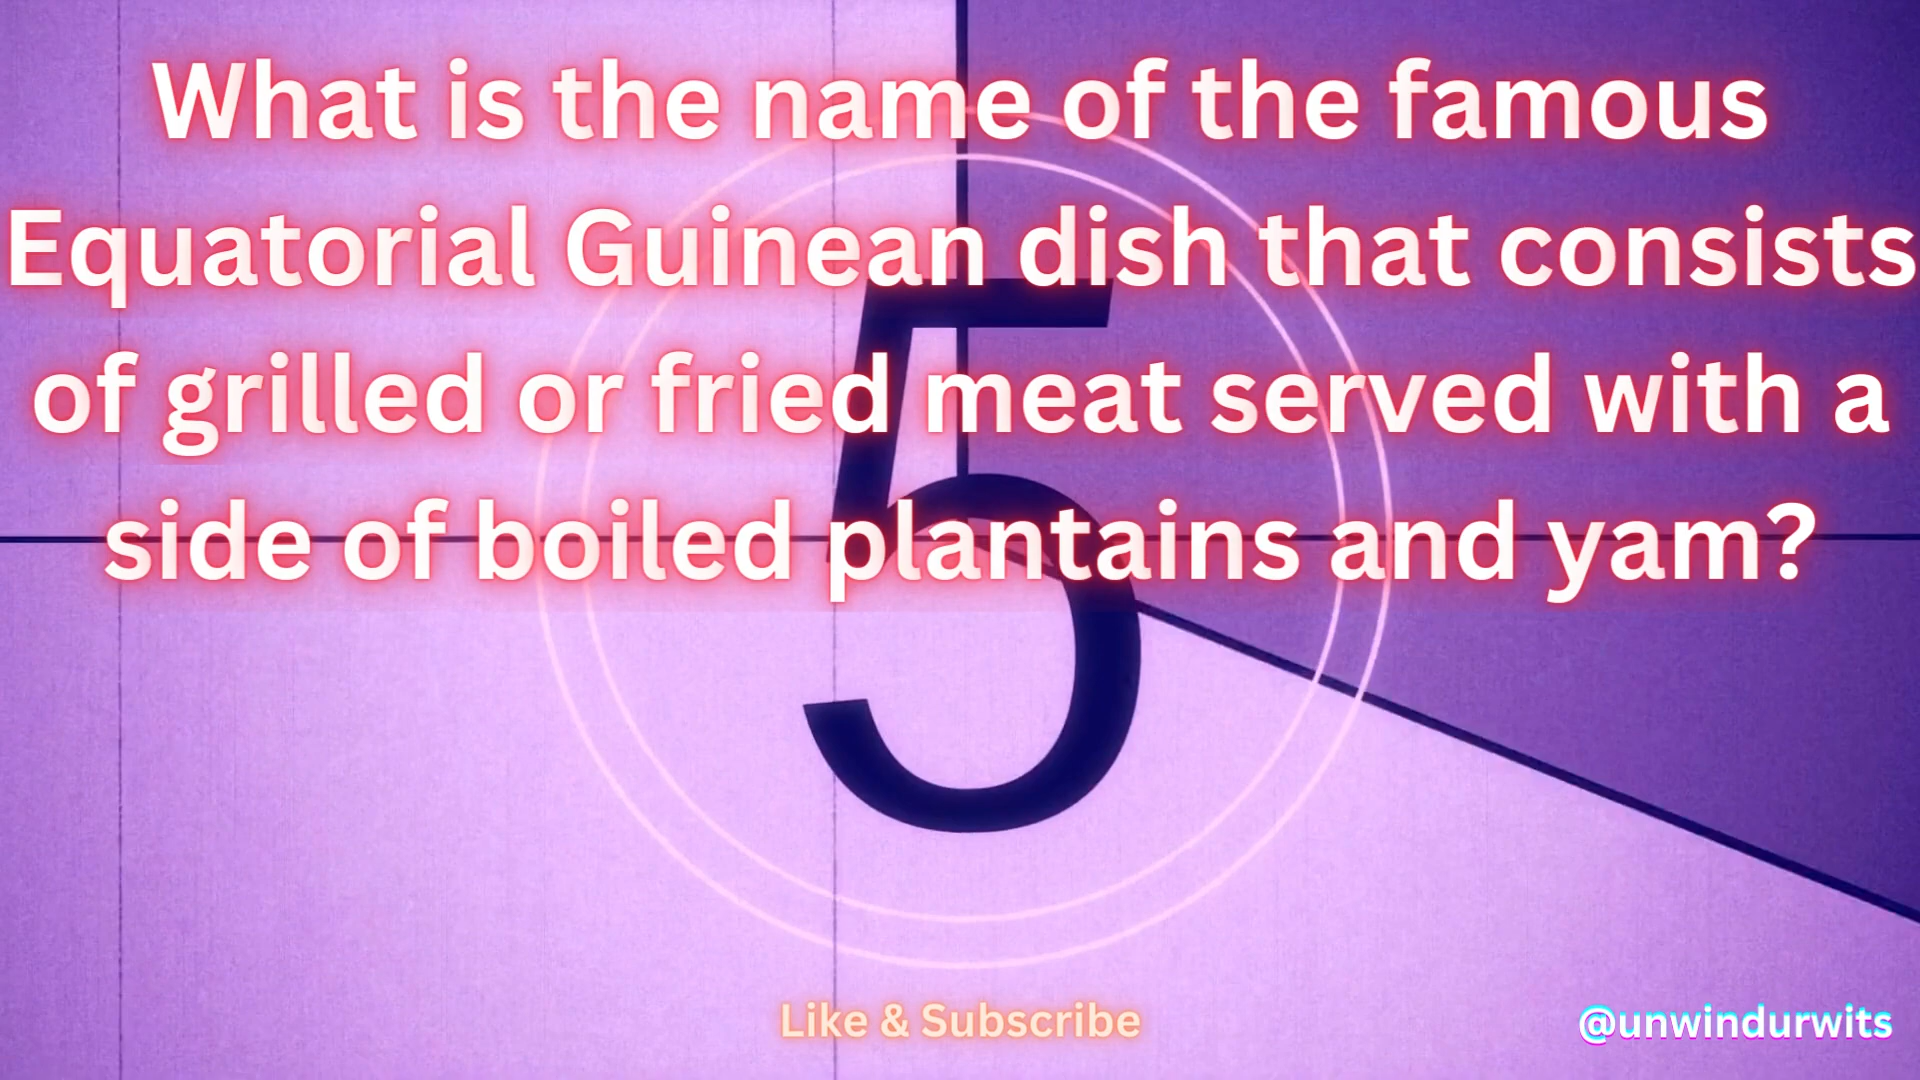 What is the name of the famous
Equatorial Guinean dish that consists
of grilled or fried meat served with a
side of boiled plantains and yam?
5
Like & Subscribe
@unwindurwits